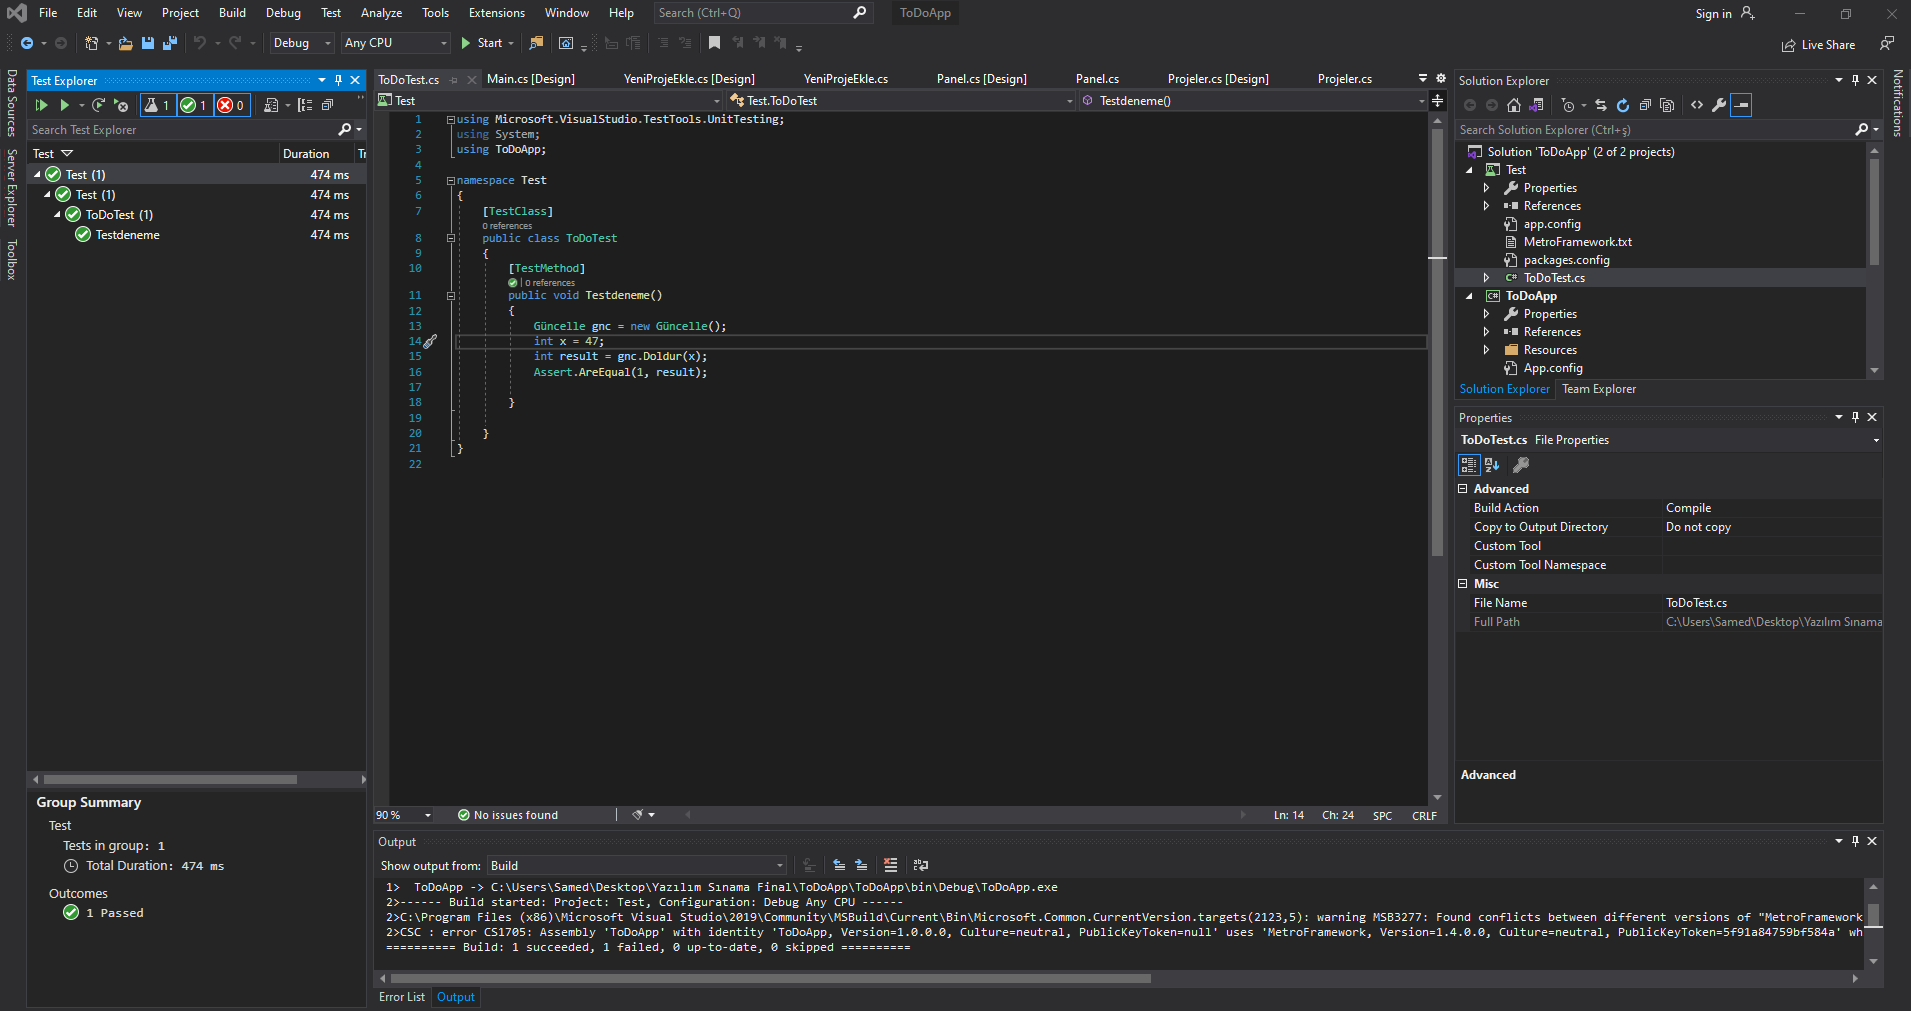 File Edit View Project Build Debug Test Analyze Tools Extensions Window Help Search (Ctrl+Q) ToDoApp Sign in
Debug Any CPU Start Live Share
Data Sources
Server Explorer
Toolbox
Test Explorer
1 1 0
Search Test Explorer
Test Duration Tr
Test (1) 474 ms
Test (1) 474 ms
ToDoTest (1) 474 ms
Testdeneme 474 ms
Group Summary
Test
Tests in group: 1
Total Duration: 474 ms
Outcomes
1 Passed
ToDoTest.cs Main.cs [Design] YeniProjeEkle.cs [Design] YeniProjeEkle.cs Panel.cs [Design] Panel.cs Projeler.cs [Design] Projeler.cs
Test Test.ToDoTest Testdeneme()
1 using Microsoft.VisualStudio.TestTools.UnitTesting;
2 using System;
3 using ToDoApp;
4
5 namespace Test
6 {
7 [TestClass]
0 references
8 public class ToDoTest
9 {
10 [TestMethod]
| 0 references
11 public void Testdeneme()
12 {
13 Güncelle gnc = new Güncelle();
14 int x = 47;
15 int result = gnc.Doldur(x);
16 Assert.AreEqual(1, result);
17
18 }
19
20 }
21 }
22
90 % No issues found Ln: 14 Ch: 24 SPC CRLF
Output
Show output from: Build
1> ToDoApp -> C:\Users\Samed\Desktop\Yazılım Sınama Final\ToDoApp\ToDoApp\bin\Debug\ToDoApp.exe
2>------ Build started: Project: Test, Configuration: Debug Any CPU ------
2>C:\Program Files (x86)\Microsoft Visual Studio\2019\Community\MSBuild\Current\Bin\Microsoft.Common.CurrentVersion.targets(2123,5): warning MSB3277: Found conflicts between different versions of "MetroFramework
2>CSC : error CS1705: Assembly 'ToDoApp' with identity 'ToDoApp, Version=1.0.0.0, Culture=neutral, PublicKeyToken=null' uses 'MetroFramework, Version=1.4.0.0, Culture=neutral, PublicKeyToken=5f91a84759bf584a' wh
========== Build: 1 succeeded, 1 failed, 0 up-to-date, 0 skipped ==========
Error List Output
Solution Explorer
Search Solution Explorer (Ctrl+ş)
Solution 'ToDoApp' (2 of 2 projects)
Test
Properties
References
app.config
MetroFramework.txt
packages.config
C# ToDoTest.cs
C# ToDoApp
Properties
References
Resources
App.config
Solution Explorer Team Explorer
Properties
ToDoTest.cs File Properties
Advanced
Build Action Compile
Copy to Output Directory Do not copy
Custom Tool
Custom Tool Namespace
Misc
File Name ToDoTest.cs
Full Path C:\Users\Samed\Desktop\Yazılım Sınama
Advanced
Notifications